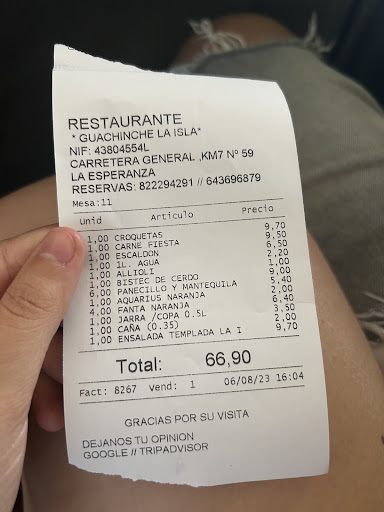 RESTAURANTE
* GUACHINCHE LA ISLA*
NIF: 43804554L
CARRETERA GENERAL ,KM7 Nº 59
LA ESPERANZA
RESERVAS: 822294291 // 643696879
Mesa:11
Unid Artículo Precio
1,00 CROQUETAS 9,70
1,00 CARNE FIESTA 9,50
1,00 ESCALDON 6,50
1,00 1L. AGUA 2,20
1,00 ALLIOLI 1,00
1,00 BISTEC DE CERDO 9,00
6,00 PANECILLO Y MANTEQUILLA 5,40
1,00 AQUARIUS NARANJA 2,00
4,00 FANTA NARANJA 6,40
1,00 JARRA /COPA 0.5L 3,50
1,00 CAÑA (0.35) 2,00
1,00 ENSALADA TEMPLADA LA I 9,70
Total: 66,90
Fact: 8267 Vend: 1 06/08/23 16:04
GRACIAS POR SU VISITA
DEJANOS TU OPINION
GOOGLE // TRIPADVISOR